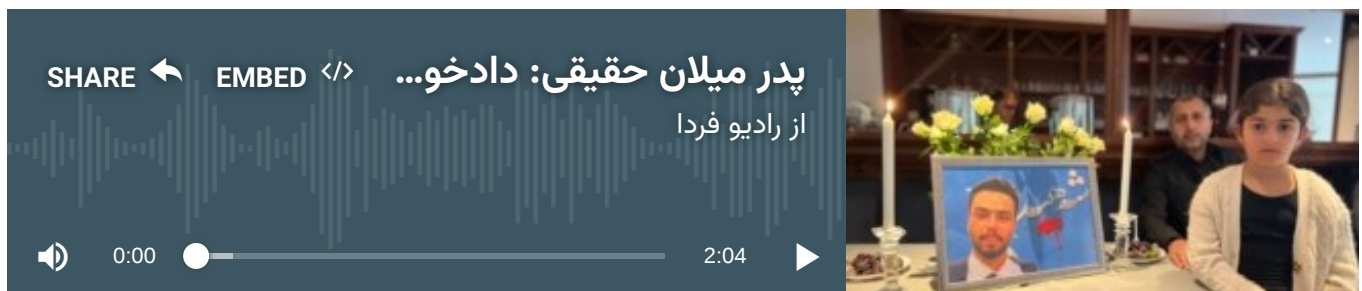 SHARE
EMBED </>
پدر میلان حقیقی: دادخو...
از رادیو فردا
0:00
2:04